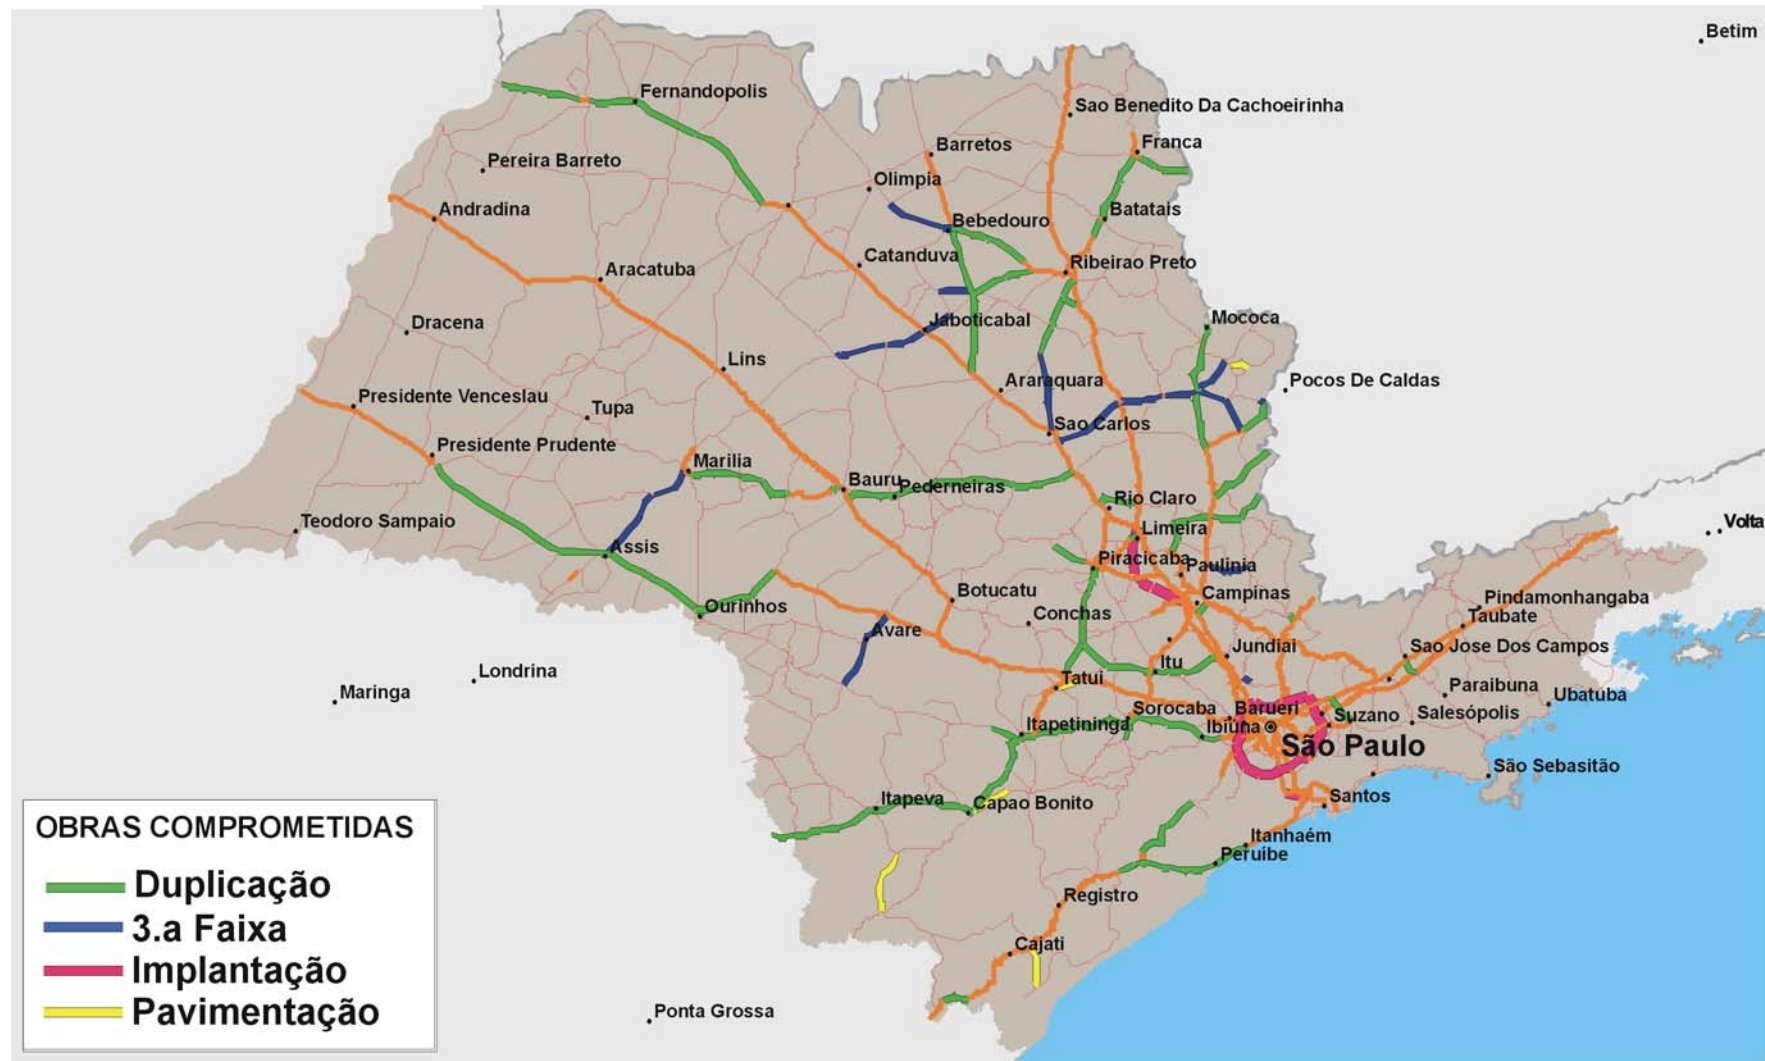 Betim
Fernandopolis
Sao Benedito Da Cachoeirinha
Barretos
Franca
Pereira Barreto
Olimpia
Andradina
Bebedouro
Batatais
Catanduva
Aracatuba
Ribeirao Preto
Dracena
Jaboticabal
Mococa
Lins
Araraquara
Pocos De Caldas
Presidente Venceslau
Tupa
Sao Carlos
Presidente Prudente
Marilia
Bauru
Pederneiras
Rio Claro
Teodoro Sampaio
Limeira
Volta
Assis
Piracicaba
Paulinia
Botucatu
Campinas
Pindamonhangaba
Ourinhos
Conchas
Taubate
Avare
Jundiai
Sao Jose Dos Campos
Londrina
Itu
Maringa
Tatui
Paraibuna
Ubatuba
Sorocaba
Barueri
Suzano
Salesópolis
Itapetininga
Ibiúna
São Paulo
São Sebasitão
Itapeva
Capao Bonito
Santos
Itanhaém
Peruíbe
Registro
Cajati
Ponta Grossa
OBRAS COMPROMETIDAS
Duplicação
3.a Faixa
Implantação
Pavimentação